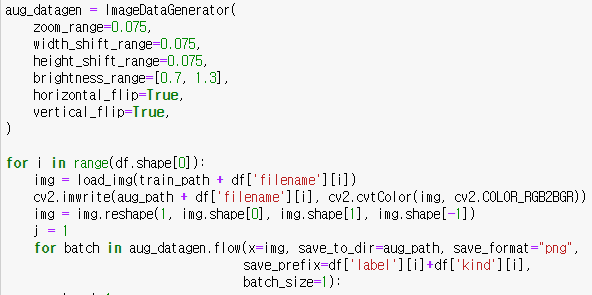 aug_datagen = ImageDataGenerator(
    zoom_range=0.075,
    width_shift_range=0.075,
    height_shift_range=0.075,
    brightness_range=[0.7, 1.3],
    horizontal_flip=True,
    vertical_flip=True,
)
for i in range(df.shape[0]):
    img = load_img(train_path + df['filename'][i])
    cv2.imwrite(aug_path + df['filename'][i], cv2.cvtColor(img, cv2.COLOR_RGB2BGR))
    img = img.reshape(1, img.shape[0], img.shape[1], img.shape[-1])
    j = 1
    for batch in aug_datagen.flow(x=img, save_to_dir=aug_path, save_format="png",
                                  save_prefix=df['label'][i]+df['kind'][i],
                                  batch_size=1):